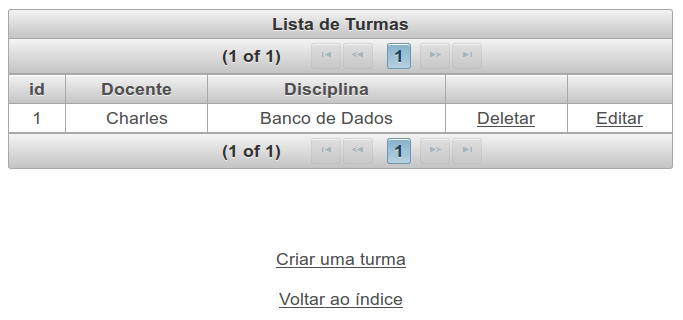 Lista de Turmas
(1 of 1) 1
id Docente Disciplina
1 Charles Banco de Dados Deletar Editar
(1 of 1) 1
Criar uma turma
Voltar ao índice